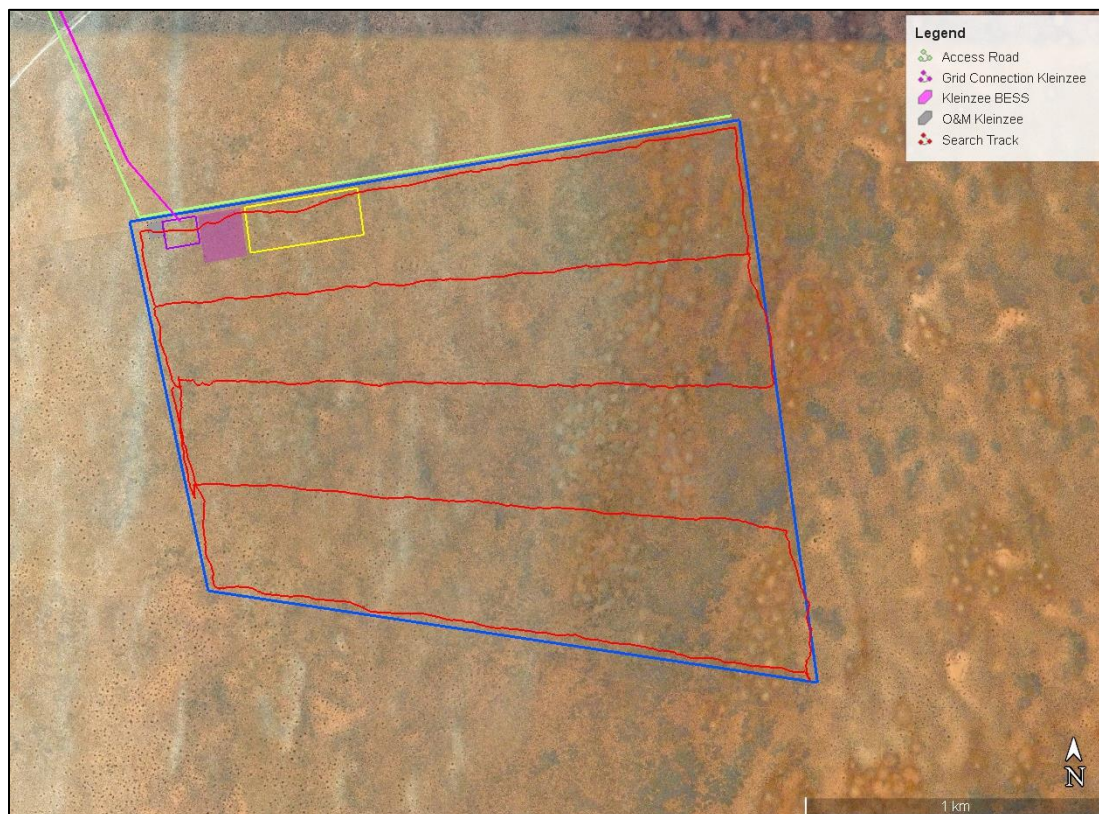 Legend
Access Road
Grid Connection Kleinzee
Kleinzee BESS
O&M Kleinzee
Search Track
N
1 km